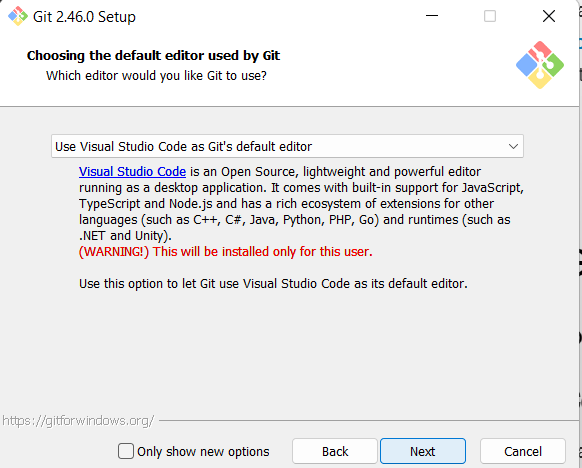 Git 2.46.0 Setup
Choosing the default editor used by Git
Which editor would you like Git to use?
Use Visual Studio Code as Git's default editor
Visual Studio Code is an Open Source, lightweight and powerful editor
running as a desktop application. It comes with built-in support for JavaScript,
TypeScript and Node.js and has a rich ecosystem of extensions for other
languages (such as C++, C#, Java, Python, PHP, Go) and runtimes (such as
.NET and Unity).
(WARNING!) This will be installed only for this user.
Use this option to let Git use Visual Studio Code as its default editor.
https://gitforwindows.org/
Only show new options
Back
Next
Cancel